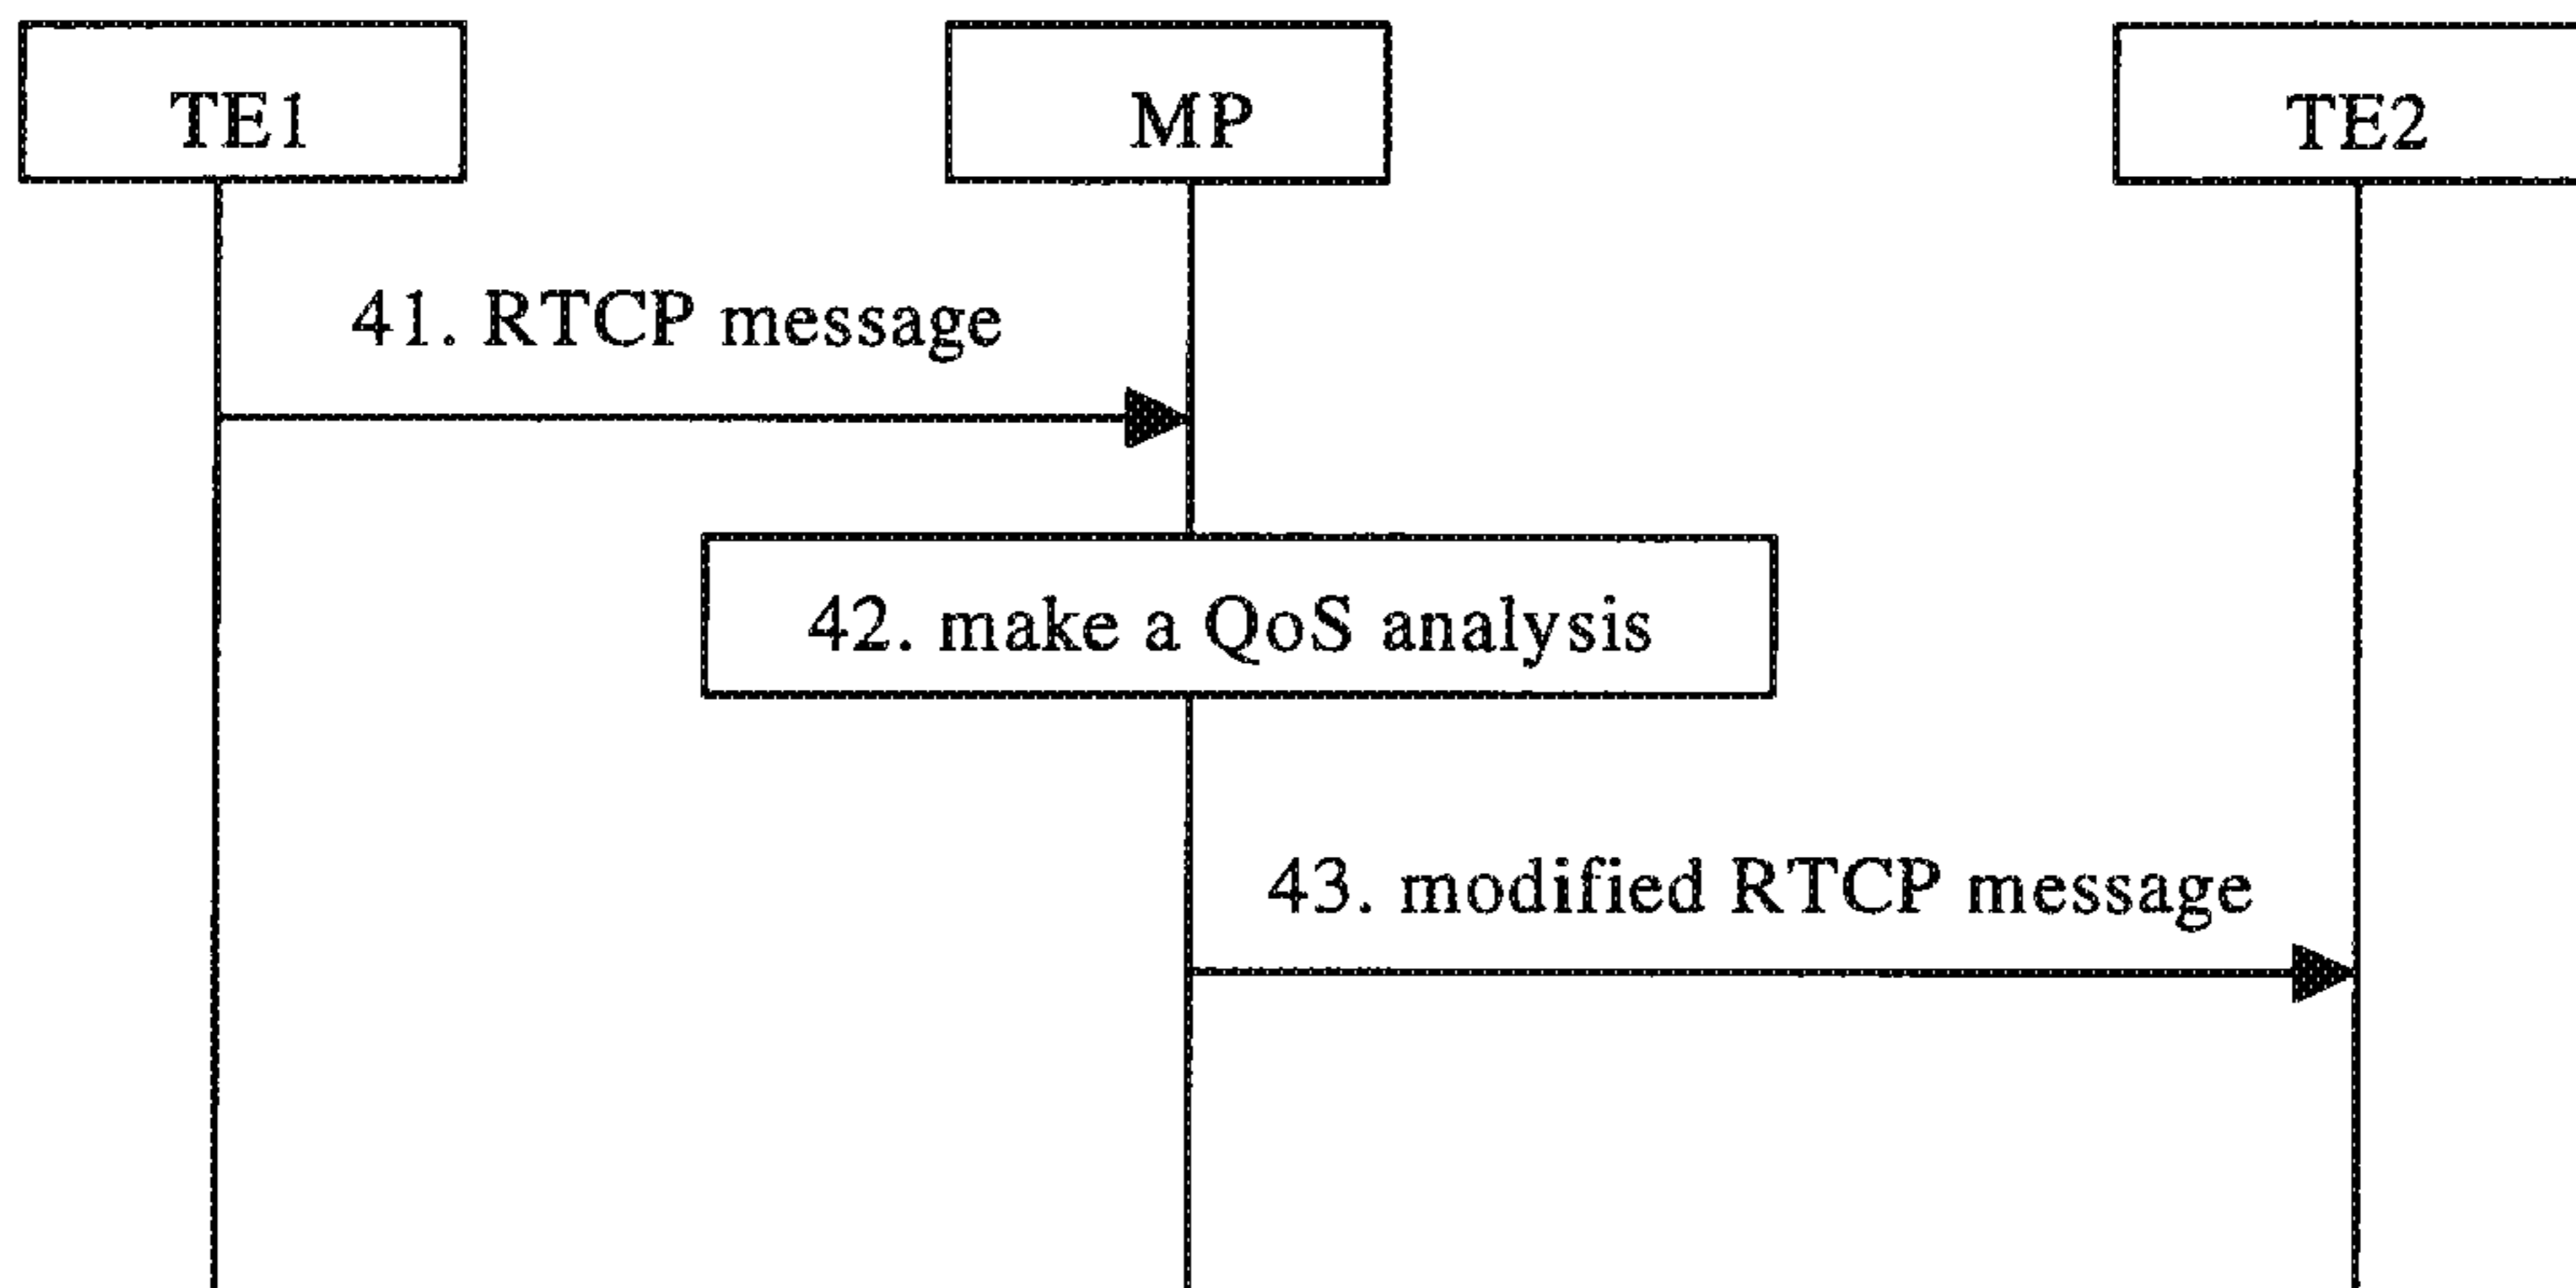 TE1
MP
TE2
41. RTCP message
42. make a QoS analysis
43. modified RTCP message